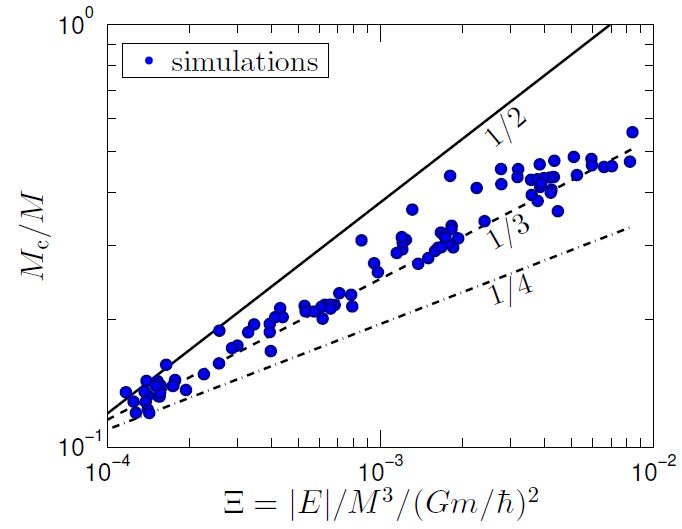 10^0
simulations
1/2
M_c/M
1/3
1/4
10^-1
10^-4
10^-3
10^-2
Ξ = |E|/M^3/(Gm/ħ)^2